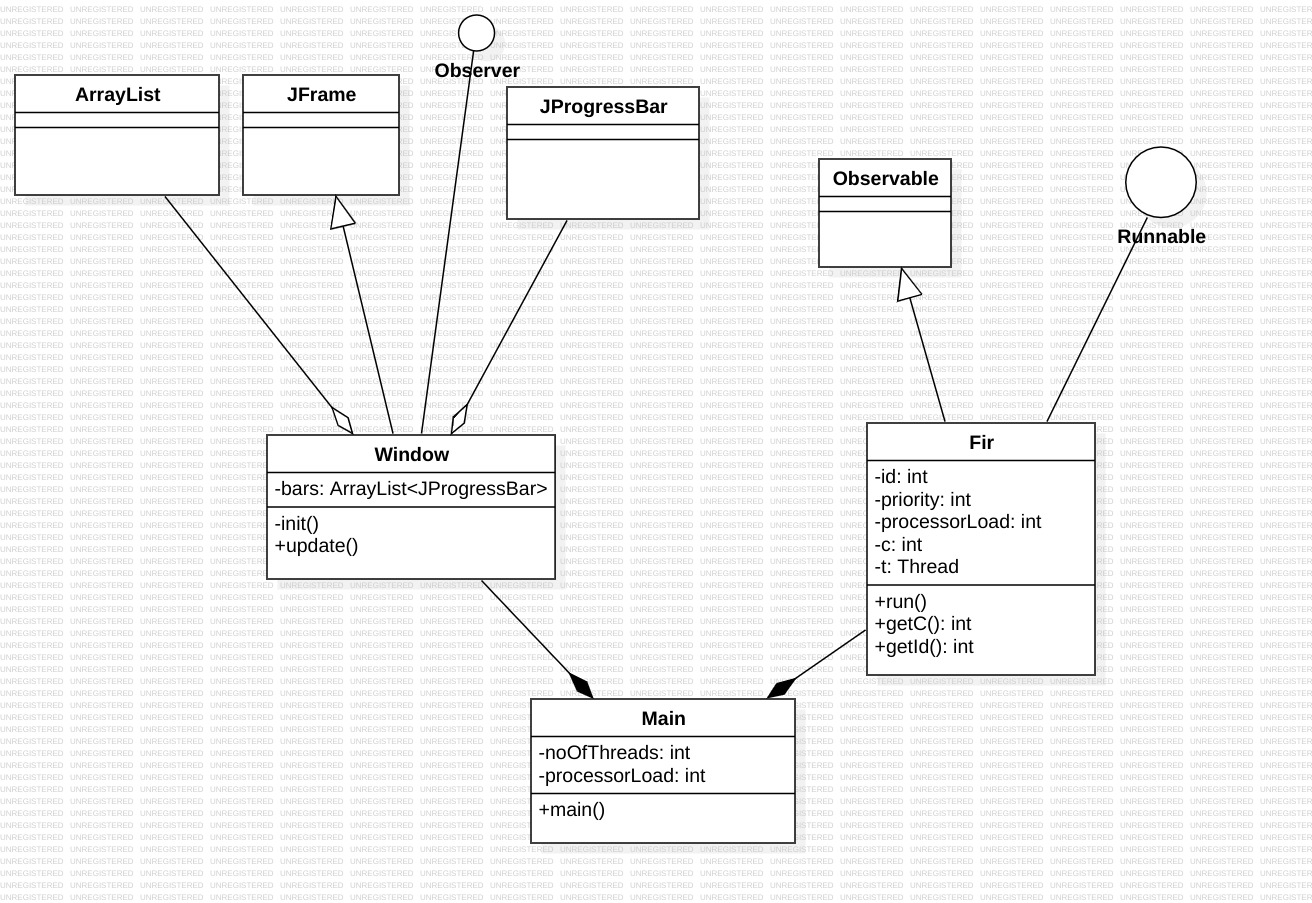 Observer
ArrayList
JFrame
JProgressBar
Observable
Runnable
Window
-bars: ArrayList<JProgressBar>
-init()
+update()
Fir
-id: int
-priority: int
-processorLoad: int
-c: int
-t: Thread
+run()
+getC(): int
+getId(): int
Main
-noOfThreads: int
-processorLoad: int
+main()
UNREGISTERED